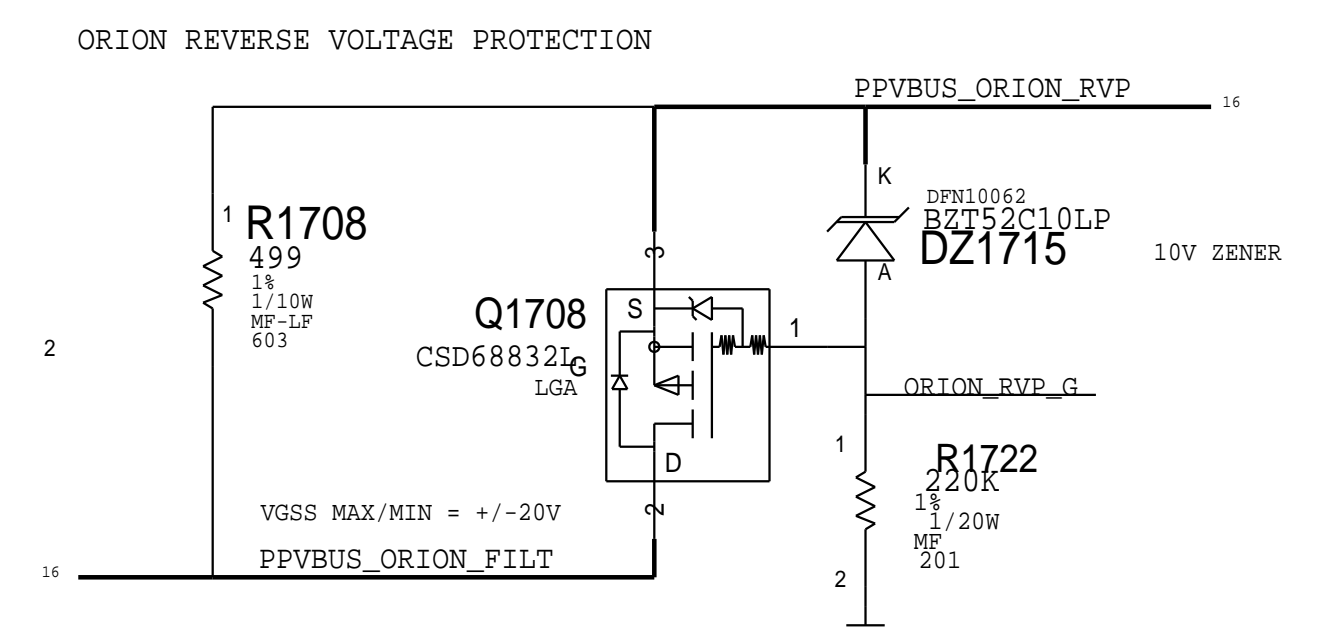 ORION REVERSE VOLTAGE PROTECTION
PPVBUS_ORION_RVP
16
K
DFN10062
BZT52C10LP
DZ1715
A
10V ZENER
1
R1708
499
1%
1/10W
MF-LF
603
3
S
Q1708
CSD68832L
G
LGA
1
2
ORION_RVP_G
D
2
1
R1722
220K
1%
1/20W
MF
201
2
VGSS MAX/MIN = +/-20V
PPVBUS_ORION_FILT
16